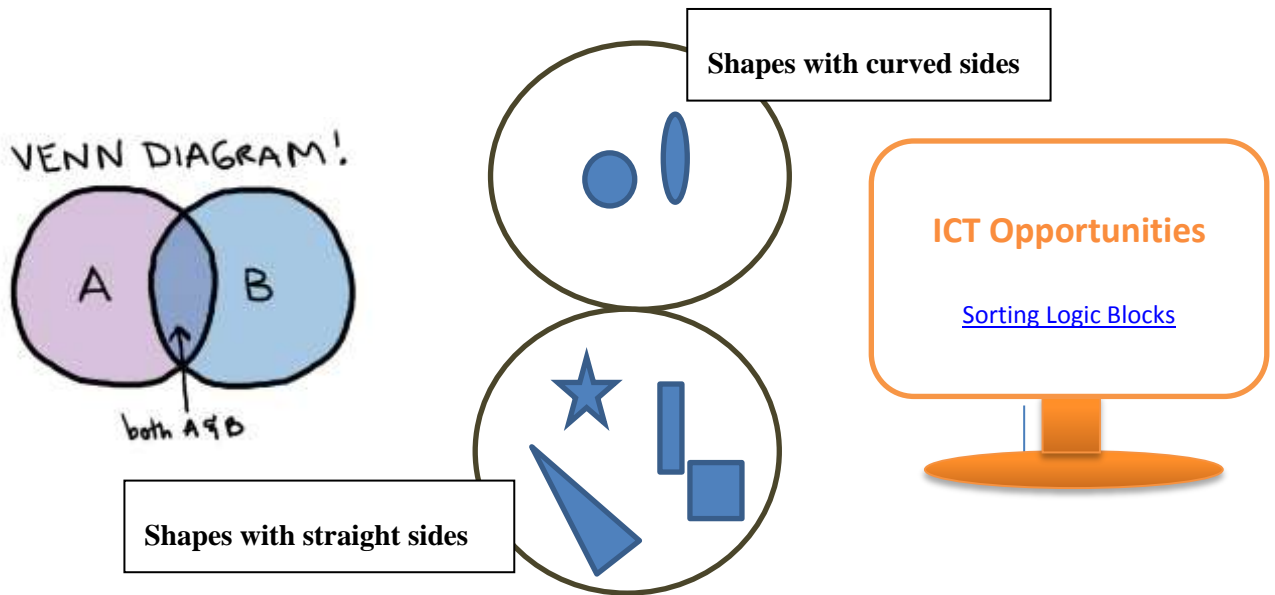 Shapes with curved sides
VENN DIAGRAM!
A
B
both A & B
ICT Opportunities
Sorting Logic Blocks
Shapes with straight sides